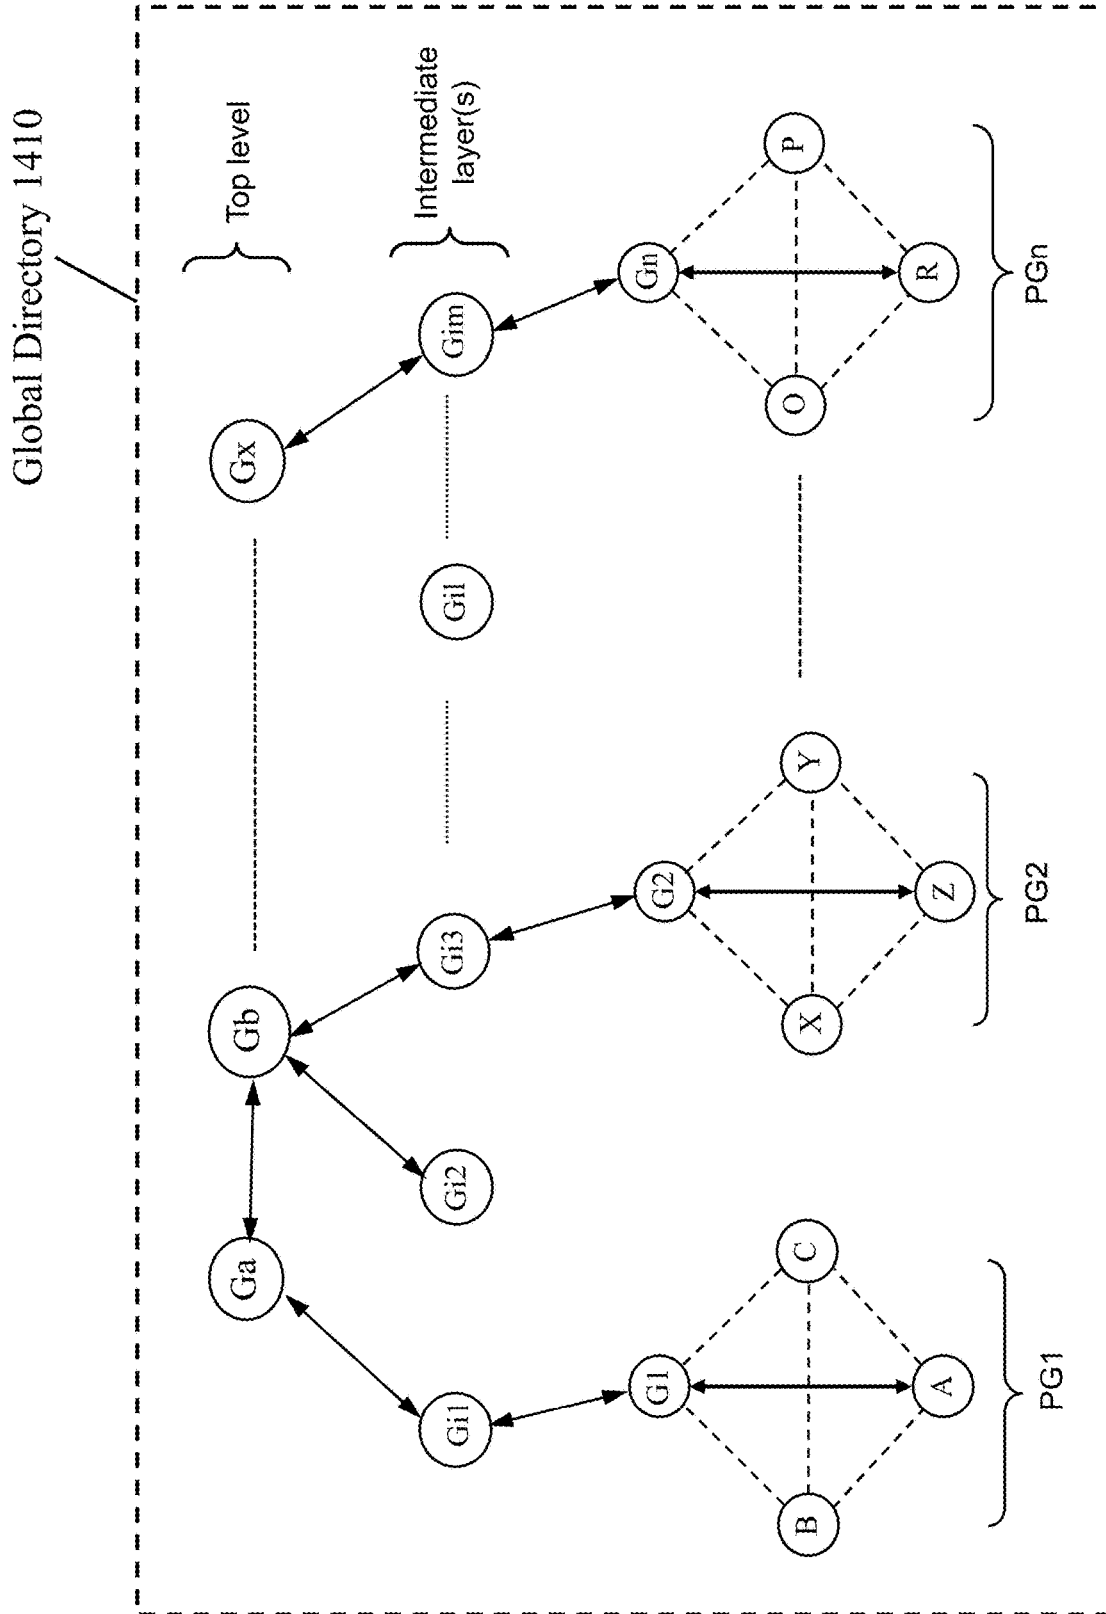 Global Directory 1410
Top level
Intermediate
layer(s)
Ga
Gb
Gx
Gi1
Gi2
Gi3
Gil
Gim
G1
G2
Gn
B
C
X
Y
O
P
A
Z
R
PG1
PG2
PGn